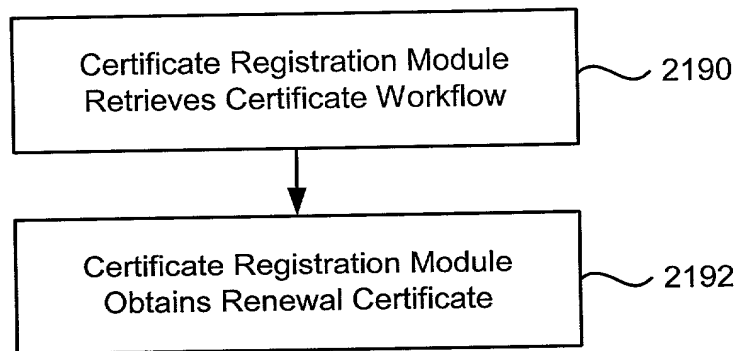 Certificate Registration Module
Retrieves Certificate Workflow
2190
Certificate Registration Module
Obtains Renewal Certificate
2192